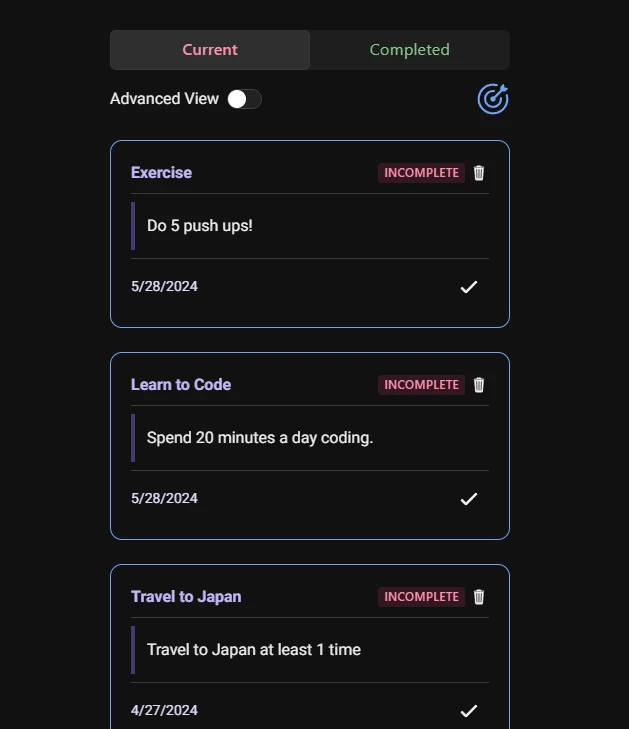 Current Completed
Advanced View
Exercise INCOMPLETE
Do 5 push ups!
5/28/2024
Learn to Code INCOMPLETE
Spend 20 minutes a day coding.
5/28/2024
Travel to Japan INCOMPLETE
Travel to Japan at least 1 time
4/27/2024